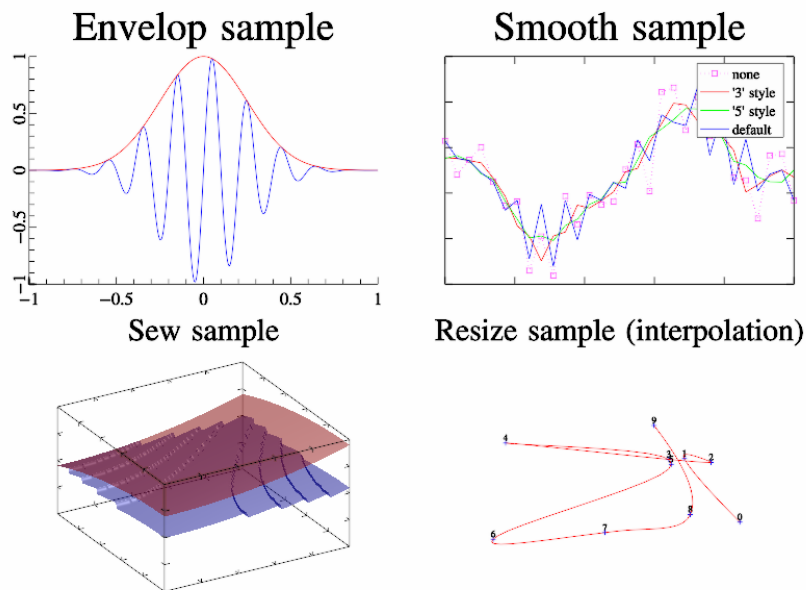 Envelop sample
Smooth sample
1
0.5
0
−0.5
−1
−1
−0.5
0
0.5
1
none
'3' style
'5' style
default
Sew sample
Resize sample (interpolation)
9
4
3
1
2
5
8
0
7
6